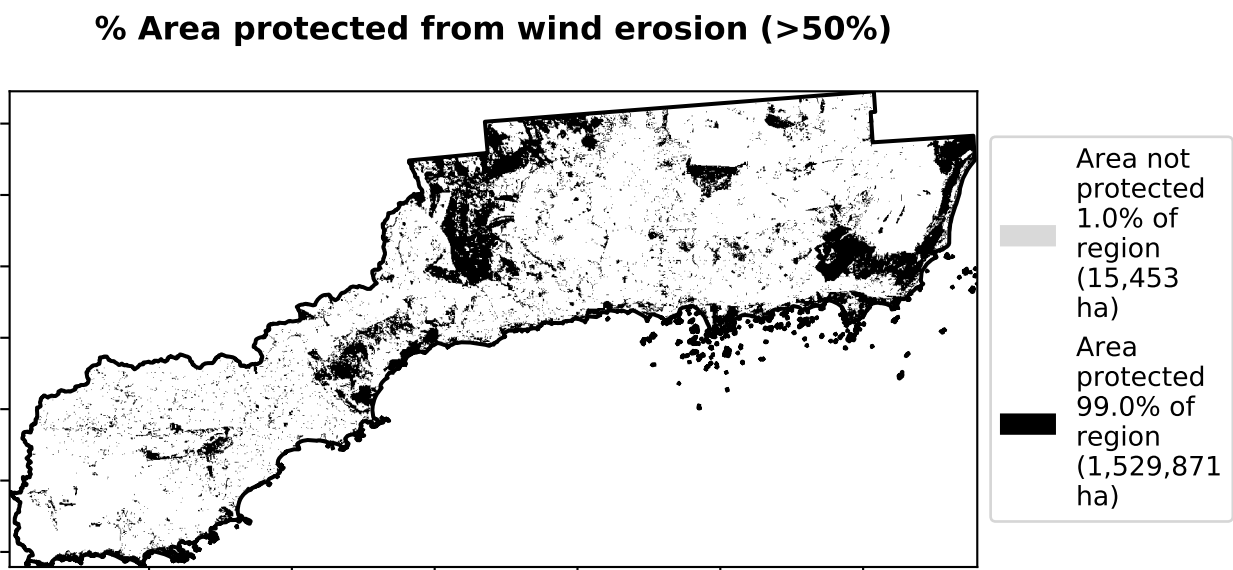 % Area protected from wind erosion (>50%)
Area not
protected
1.0% of
region
(15,453
ha)
Area
protected
99.0% of
region
(1,529,871
ha)